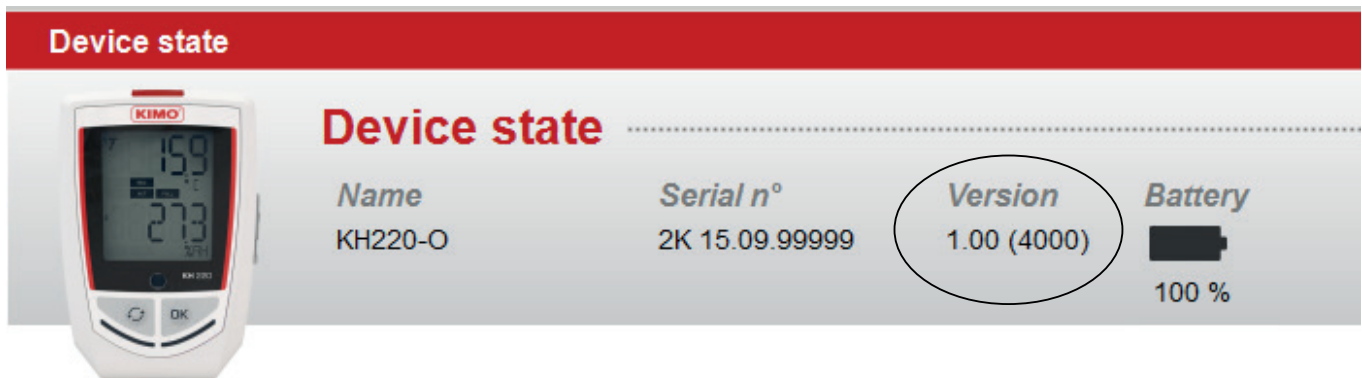 Device state
KIMO
15.9
°C
27.3
%RH
KH 220
OK
Device state
Name Serial n° Version Battery
KH220-O 2K 15.09.99999 1.00 (4000)
100 %